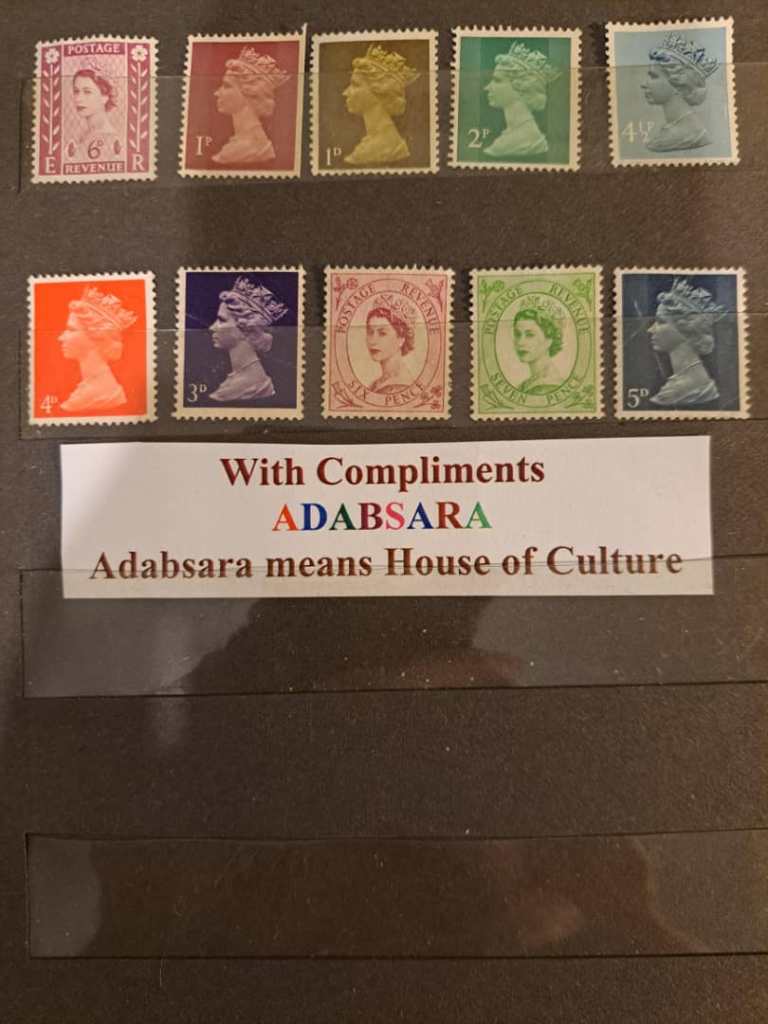 POSTAGE
6D
E R
REVENUE
1P
1D
2P
4½P
4D
3D
POSTAGE REVENUE
SIX PENCE
POSTAGE REVENUE
SEVEN PENCE
5D
With Compliments
ADABSARA
Adabsara means House of Culture